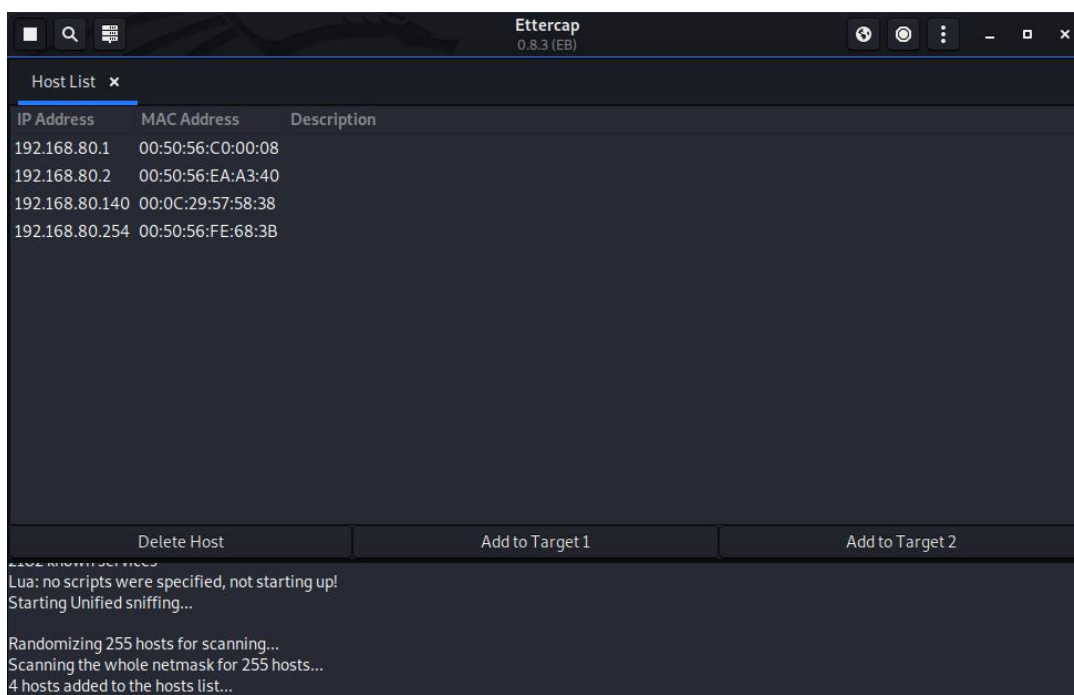 Ettercap
0.8.3 (EB)
Host List ×
IP Address MAC Address Description
192.168.80.1 00:50:56:C0:00:08
192.168.80.2 00:50:56:EA:A3:40
192.168.80.140 00:0C:29:57:58:38
192.168.80.254 00:50:56:FE:68:3B
Delete Host Add to Target 1 Add to Target 2
2182 known services
Lua: no scripts were specified, not starting up!
Starting Unified sniffing...
Randomizing 255 hosts for scanning...
Scanning the whole netmask for 255 hosts...
4 hosts added to the hosts list...